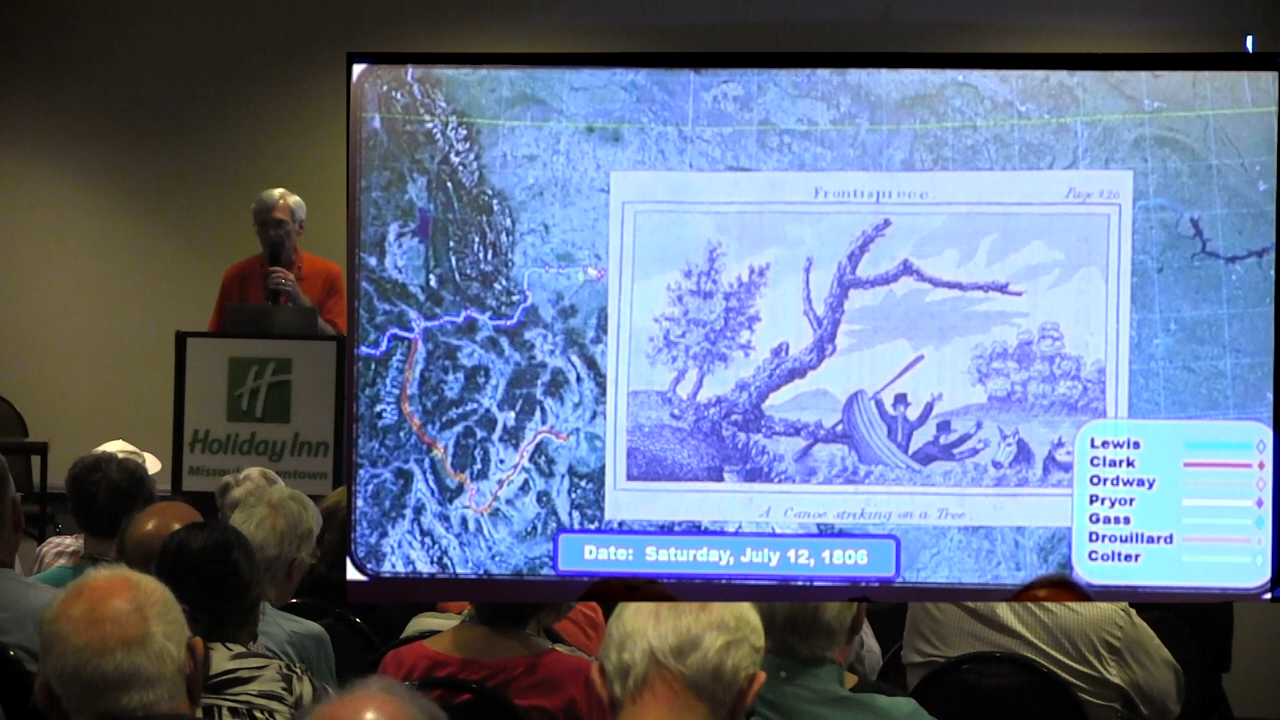 Frontispiece.
Page 220
A Canoe striking on a Tree.
Lewis
Clark
Ordway
Pryor
Gass
Drouillard
Colter
Date: Saturday, July 12, 1806
H
Holiday Inn